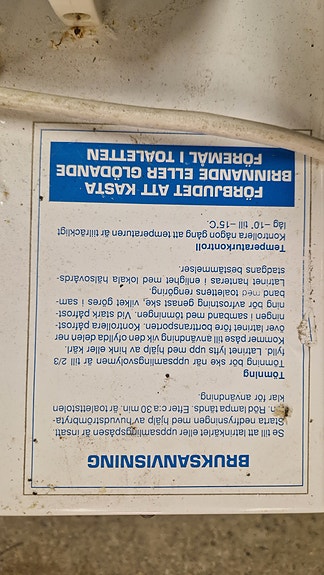 BRUKSANVISNING
Se till att latrinkärlet eller uppsamlingspåsen är insatt.
Starta nedfrysningen med hjälp av huvudströmbryta-
ren. Röd lampa tänds. Efter ca 30 min. är toalettstolen
klar för användning.
Tömning
Tömning bör ske när uppsamlingsvolymen är till 2/3
fylld. Latrinet lyfts upp med hjälp av hink eller kärl.
Kommer påse till användning vik den ofyllda delen ner
över latrinet före borttransporten. Kontrollera påfrost-
ningen i samband med tömningen. Vid stark påfrost-
ning bör avfrostning genast ske, vilket göres i sam-
band med toalettens rengöring.
Latrinet hanteras i enlighet med lokala hälsovårds-
stadgans bestämmelser.
Temperaturkontroll
Kontrollera någon gång att temperaturen är tillräckligt
låg –10° till –15°C.
FÖRBJUDET ATT KASTA
BRINNANDE ELLER GLÖDANDE
FÖREMÅL I TOALETTEN